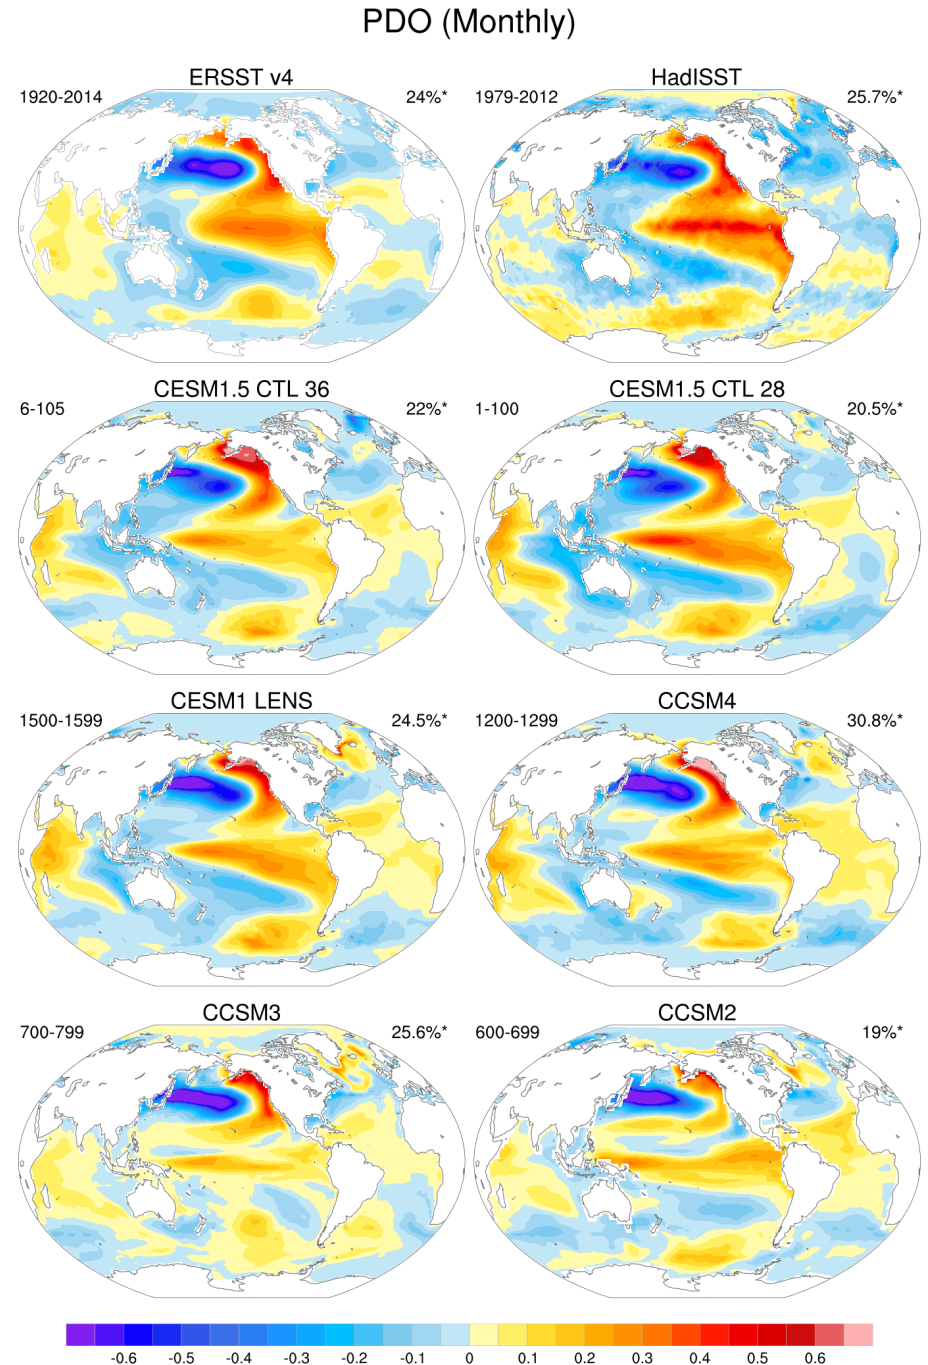 PDO (Monthly)
ERSST v4
HadISST
1920-2014
24%*
1979-2012
25.7%*
CESM1.5 CTL 36
CESM1.5 CTL 28
6-105
22%*
1-100
20.5%*
CESM1 LENS
CCSM4
1500-1599
24.5%*
1200-1299
30.8%*
CCSM3
CCSM2
700-799
25.6%*
600-699
19%*
-0.6 -0.5 -0.4 -0.3 -0.2 -0.1 0 0.1 0.2 0.3 0.4 0.5 0.6